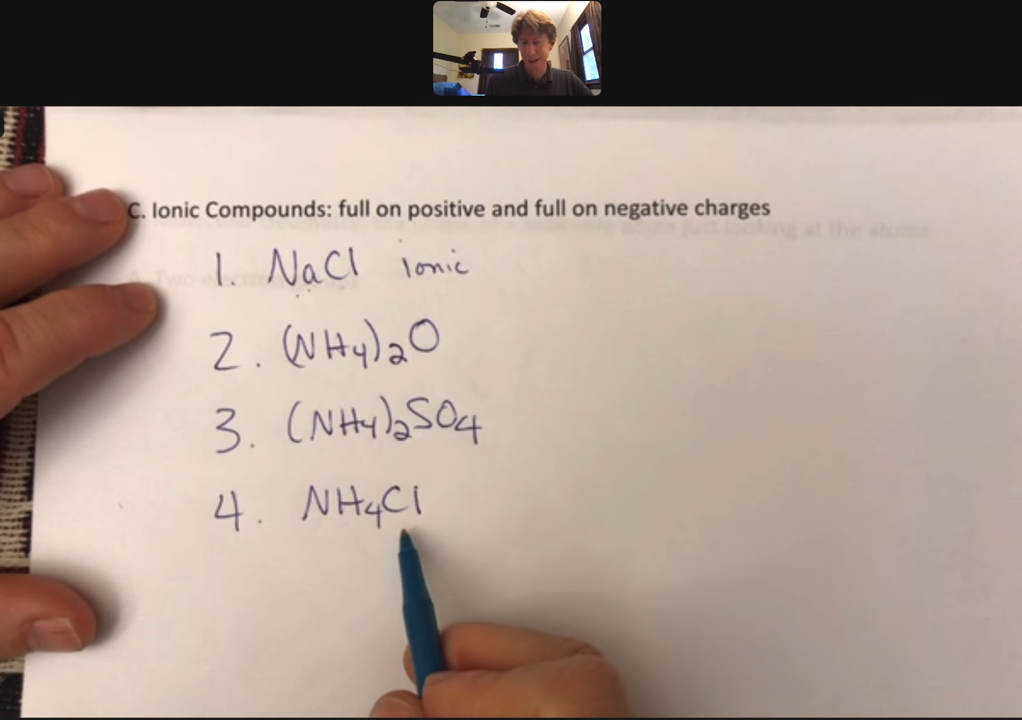 C. Ionic Compounds: full on positive and full on negative charges
1. NaCl ionic
2. (NH4)2O
3. (NH4)2SO4
4. NH4Cl